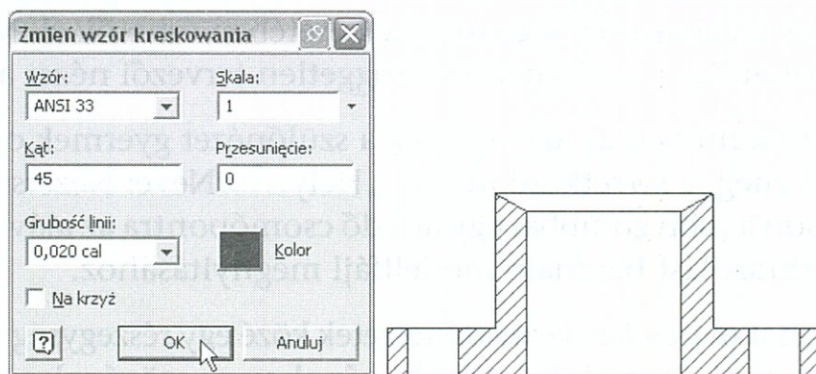 Zmień wzór kreskowania
Wzór:
Skala:
ANSI 33
1
Kąt:
Przesunięcie:
45
0
Grubość linii:
0,020 cal
Kolor
Na krzyż
?
OK
Anuluj